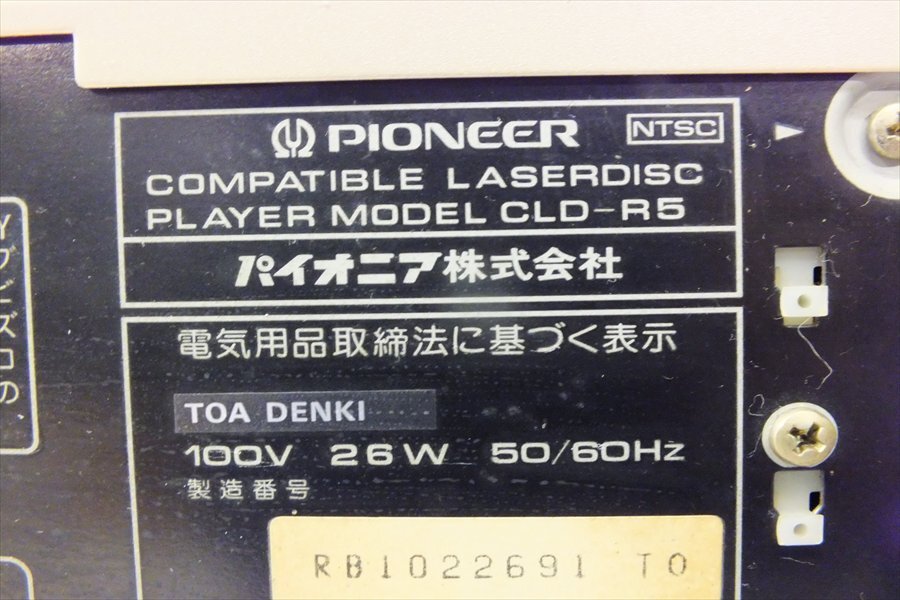 PIONEER NTSC
COMPATIBLE LASERDISC
PLAYER MODEL CLD-R5
パイオニア株式会社
電気用品取締法に基づく表示
TOA DENKI
100V 26W 50/60Hz
製造番号
RB1022691 TO